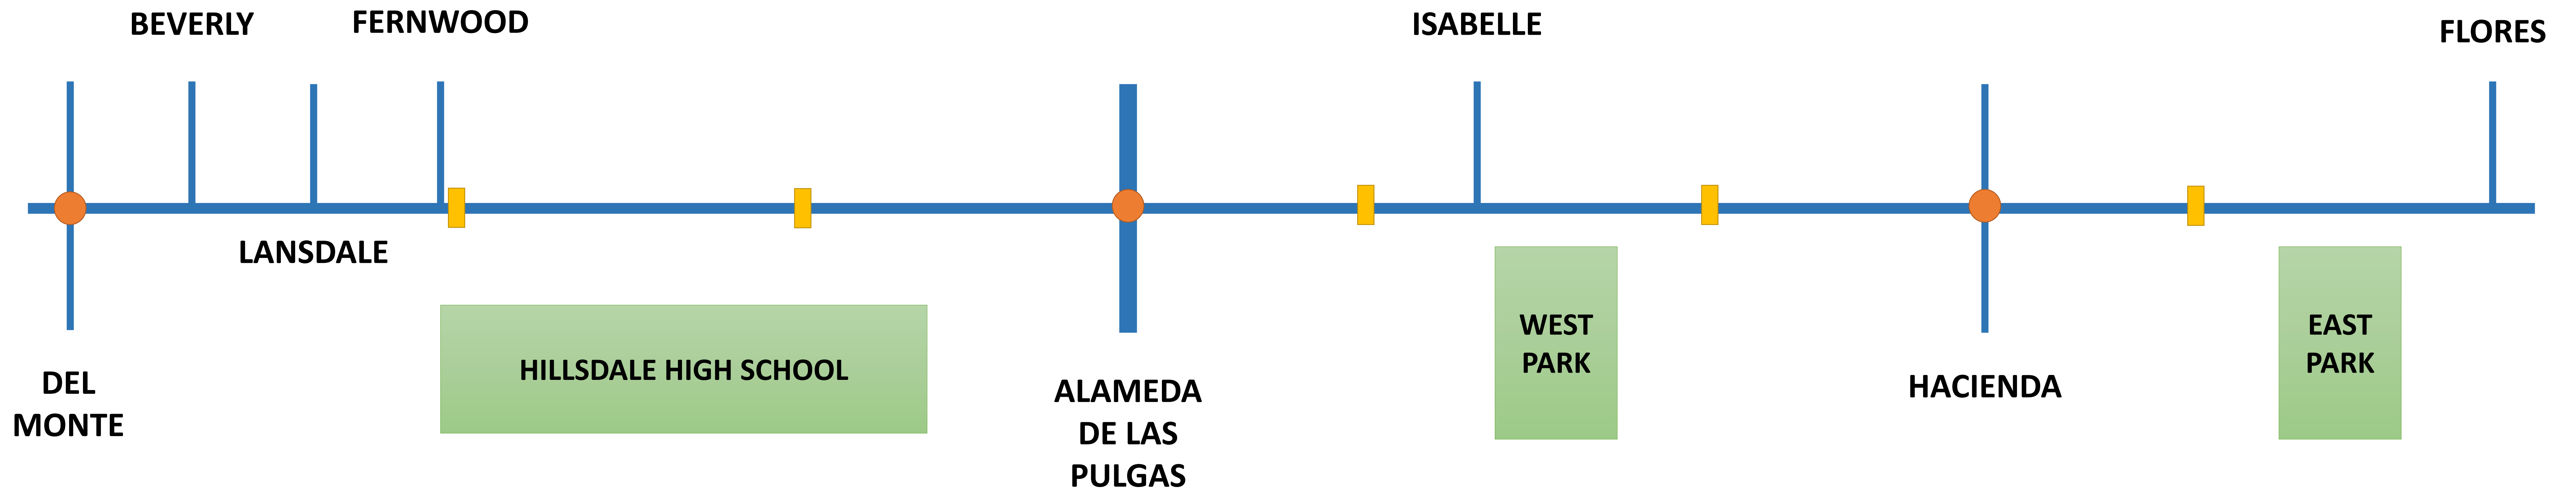 BEVERLY
FERNWOOD
ISABELLE
FLORES
LANSDALE
DEL
MONTE
HILLSDALE HIGH SCHOOL
ALAMEDA
DE LAS
PULGAS
WEST
PARK
HACIENDA
EAST
PARK